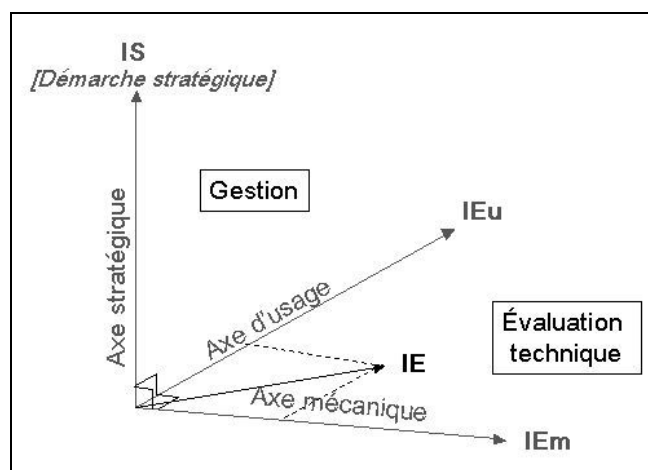 IS
[Démarche stratégique]
Axe stratégique
Gestion
IEu
Axe d'usage
Évaluation
technique
IE
Axe mécanique
IEm